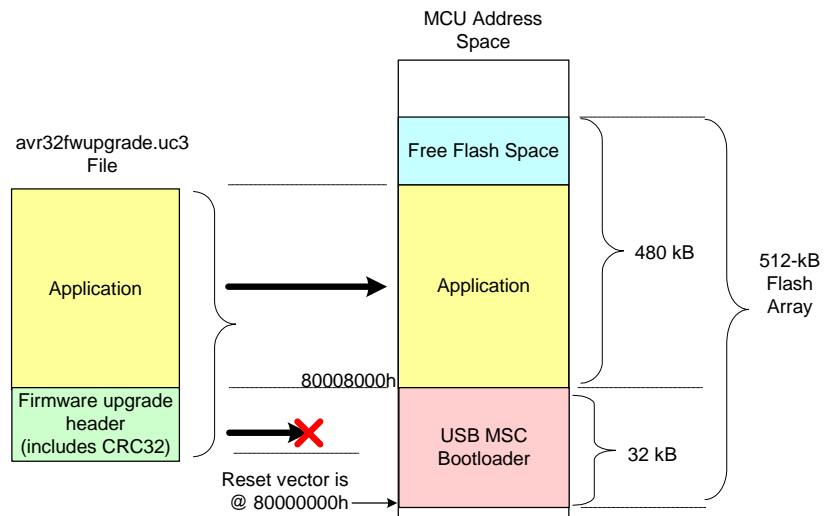 MCU Address
Space
avr32fwupgrade.uc3
File
Free Flash Space
Application
Application
480 kB
512-kB
Flash
Array
80008000h
Firmware upgrade
header
(includes CRC32)
USB MSC
Bootloader
32 kB
Reset vector is
@ 80000000h